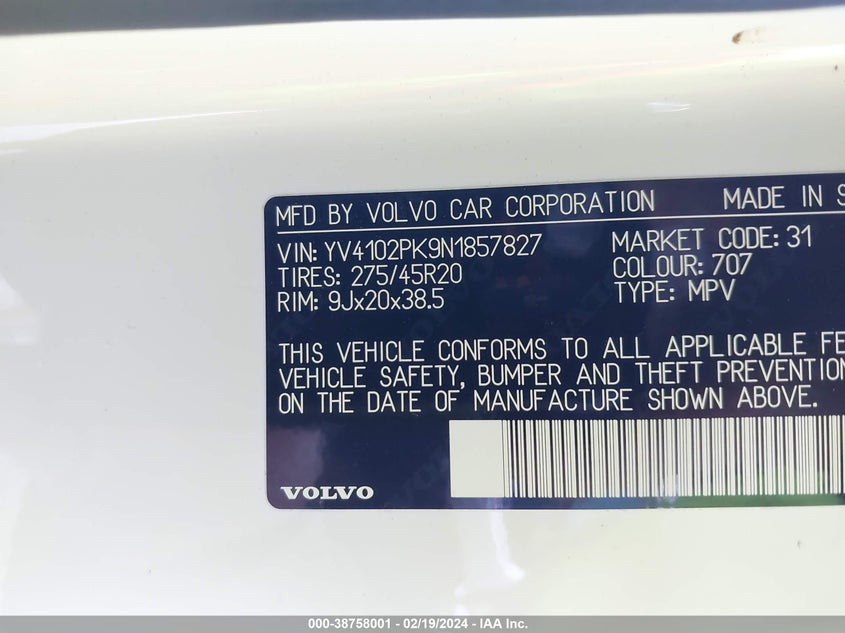 MFD BY VOLVO CAR CORPORATION MADE IN S
VIN: YV4102PK9N1857827 MARKET CODE: 31
TIRES: 275/45R20 COLOUR: 707
RIM: 9Jx20x38.5 TYPE: MPV
THIS VEHICLE CONFORMS TO ALL APPLICABLE FE
VEHICLE SAFETY, BUMPER AND THEFT PREVENTION
ON THE DATE OF MANUFACTURE SHOWN ABOVE.
VOLVO
000-38758001 - 02/19/2024 - IAA Inc.